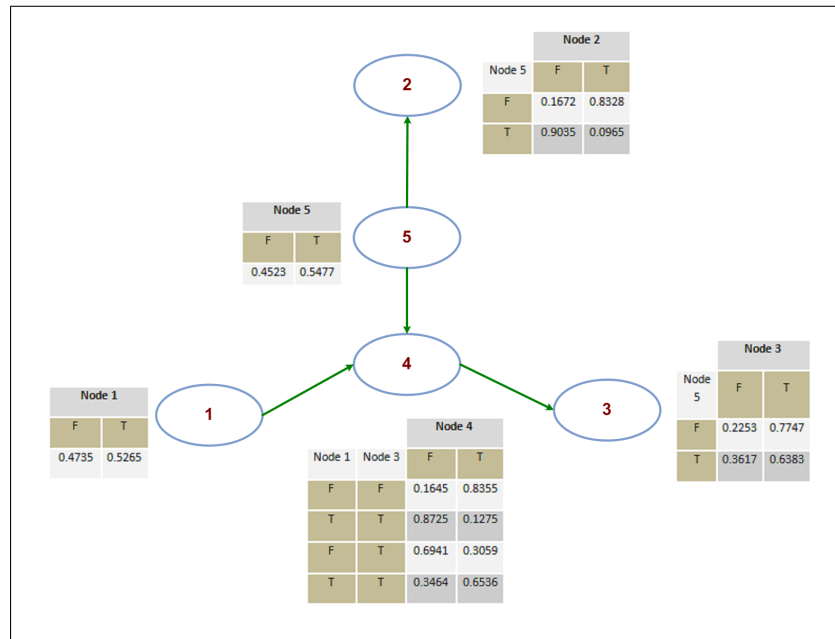 Node 2
2
Node 5 F T
F 0.1672 0.8328
T 0.9035 0.0965
Node 5
F T
0.4523 0.5477
5
4
Node 3
Node 5 F T
F 0.2253 0.7747
T 0.3617 0.6383
3
Node 1
F T
0.4735 0.5265
1
Node 4
Node 1 Node 3 F T
F F 0.1645 0.8355
T T 0.8725 0.1275
F T 0.6941 0.3059
T T 0.3464 0.6536